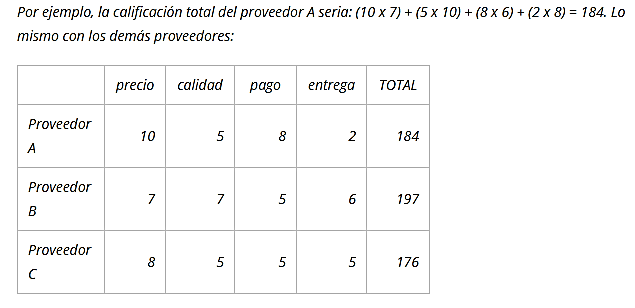 Por ejemplo, la calificación total del proveedor A seria: (10 x 7) + (5 x 10) + (8 x 6) + (2 x 8) = 184. Lo
mismo con los demás proveedores:
precio calidad pago entrega TOTAL
Proveedor
A 10 5 8 2 184
Proveedor
B 7 7 5 6 197
Proveedor
C 8 5 5 5 176